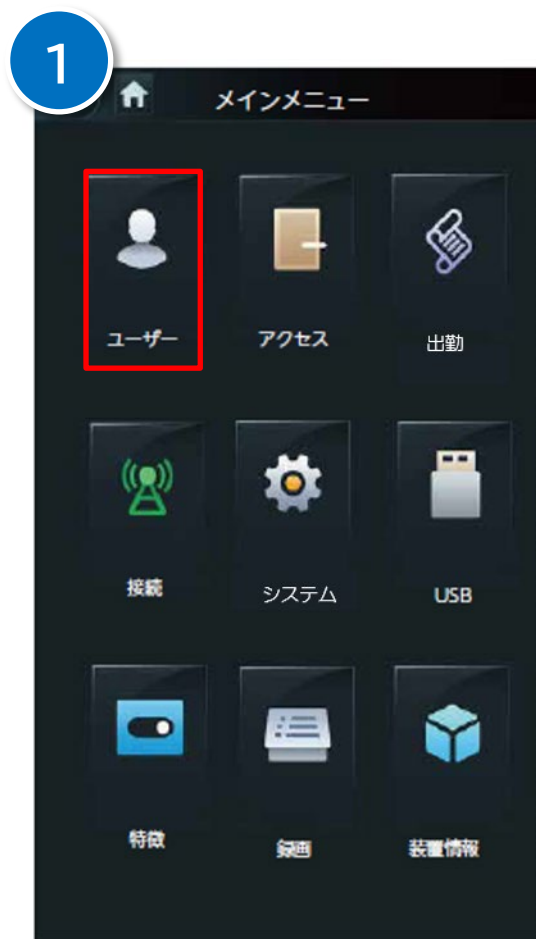 1
メインメニュー
ユーザー
アクセス
出勤
接続
システム
USB
特徴
録画
装置情報